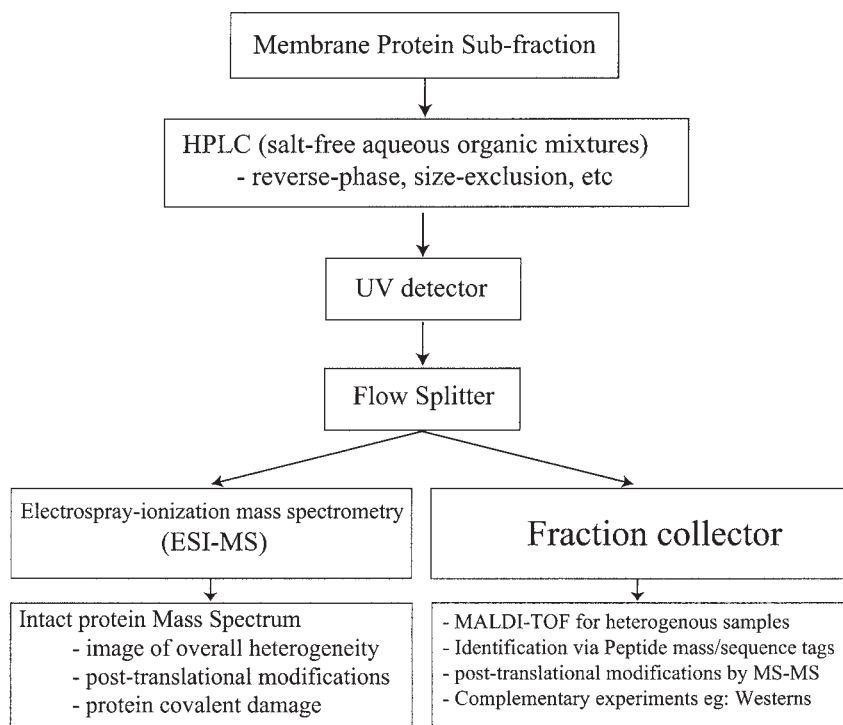 Membrane Protein Sub-fraction
HPLC (salt-free aqueous organic mixtures)
- reverse-phase, size-exclusion, etc
UV detector
Flow Splitter
Electrospray-ionization mass spectrometry
(ESI-MS)
Fraction collector
Intact protein Mass Spectrum
- image of overall heterogeneity
- post-translational modifications
- protein covalent damage
- MALDI-TOF for heterogenous samples
- Identification via Peptide mass/sequence tags
- post-translational modifications by MS-MS
- Complementary experiments eg: Westerns